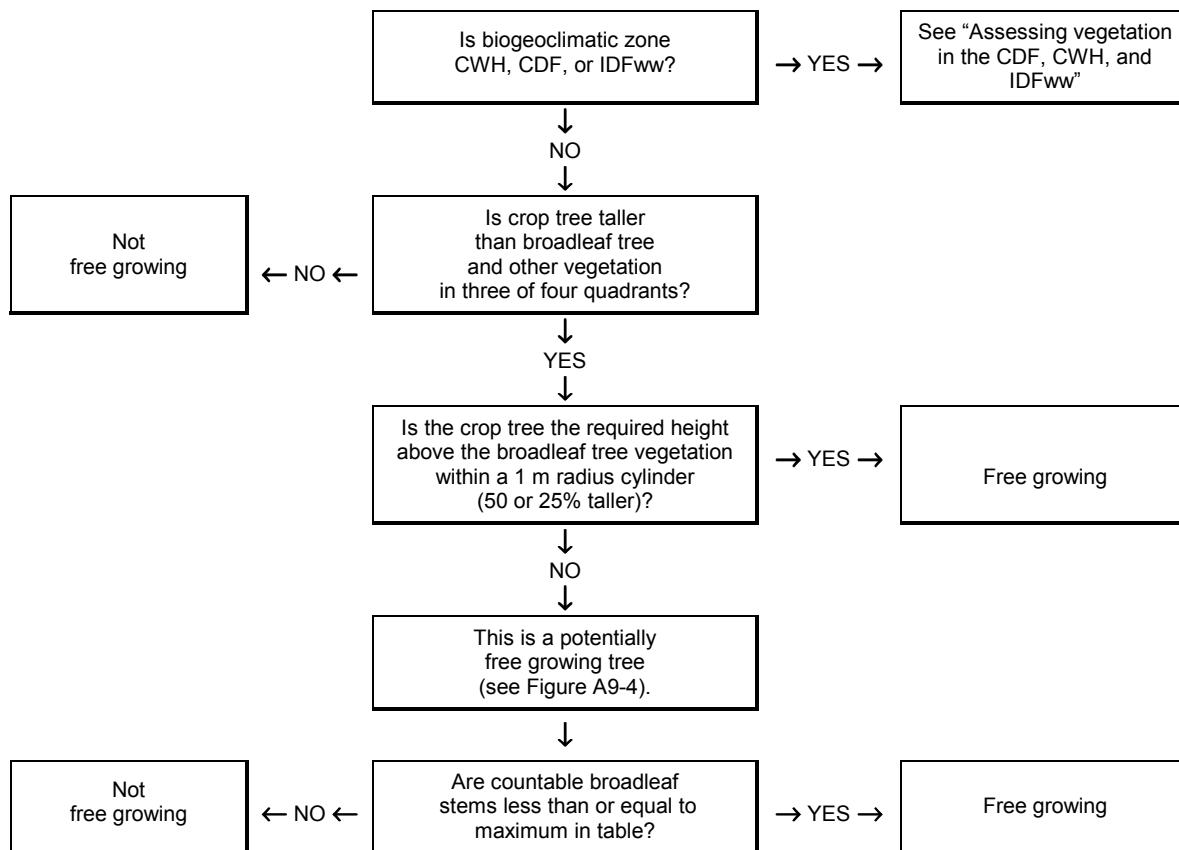 Is biogeoclimatic zone
CWH, CDF, or IDFww?
→ YES →
See “Assessing vegetation
in the CDF, CWH, and
IDFww”
↓
NO
↓
Not
free growing
← NO ←
Is crop tree taller
than broadleaf tree
and other vegetation
in three of four quadrants?
↓
YES
↓
Is the crop tree the required height
above the broadleaf tree vegetation
within a 1 m radius cylinder
(50 or 25% taller)?
→ YES →
Free growing
↓
NO
↓
This is a potentially
free growing tree
(see Figure A9-4).
↓
Not
free growing
← NO ←
Are countable broadleaf
stems less than or equal to
maximum in table?
→ YES →
Free growing